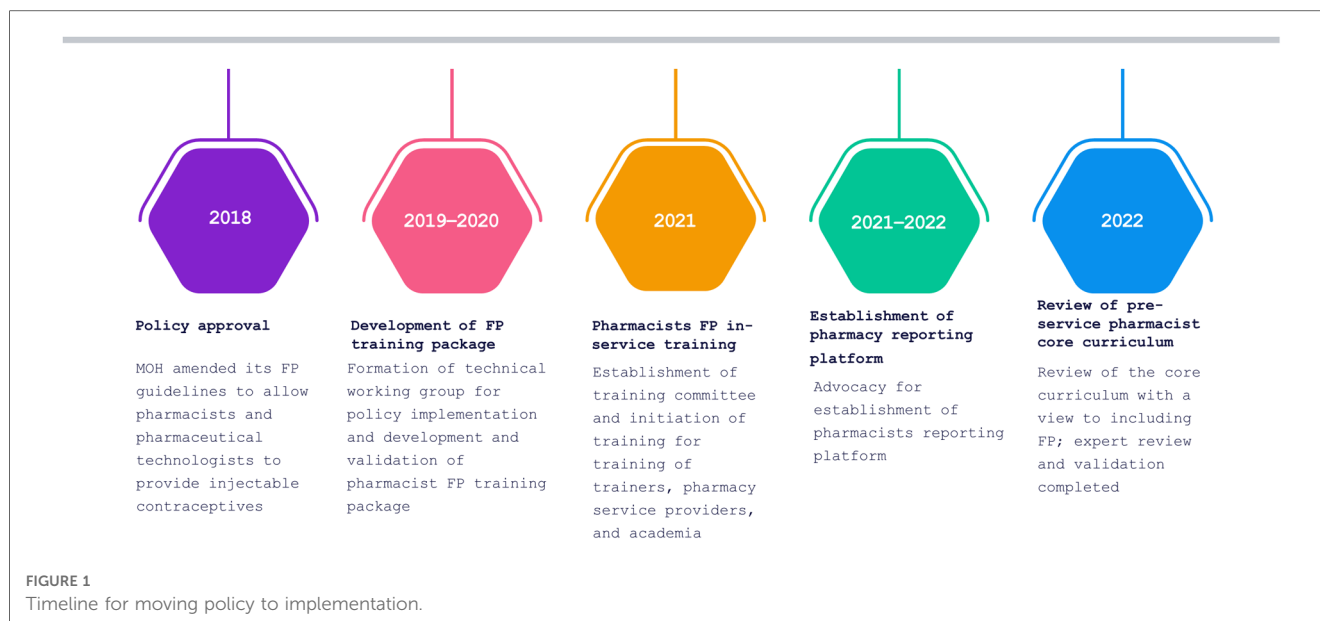 2018
2019–2020
2021
2021–2022
2022
Policy approval
MOH amended its FP
guidelines to allow
pharmacists and
pharmaceutical
technologists to
provide injectable
contraceptives
Development of FP
training package
Formation of technical
working group for
policy implementation
and development and
validation of
pharmacist FP training
package
Pharmacists FP in-
service training
Establishment of
training committee
and initiation of
training for
training of
trainers, pharmacy
service providers,
and academia
Establishment of
pharmacy reporting
platform
Advocacy for
establishment of
pharmacists reporting
platform
Review of pre-
service pharmacist
core curriculum
Review of the core
curriculum with a
view to including
FP; expert review
and validation
completed
FIGURE 1
Timeline for moving policy to implementation.